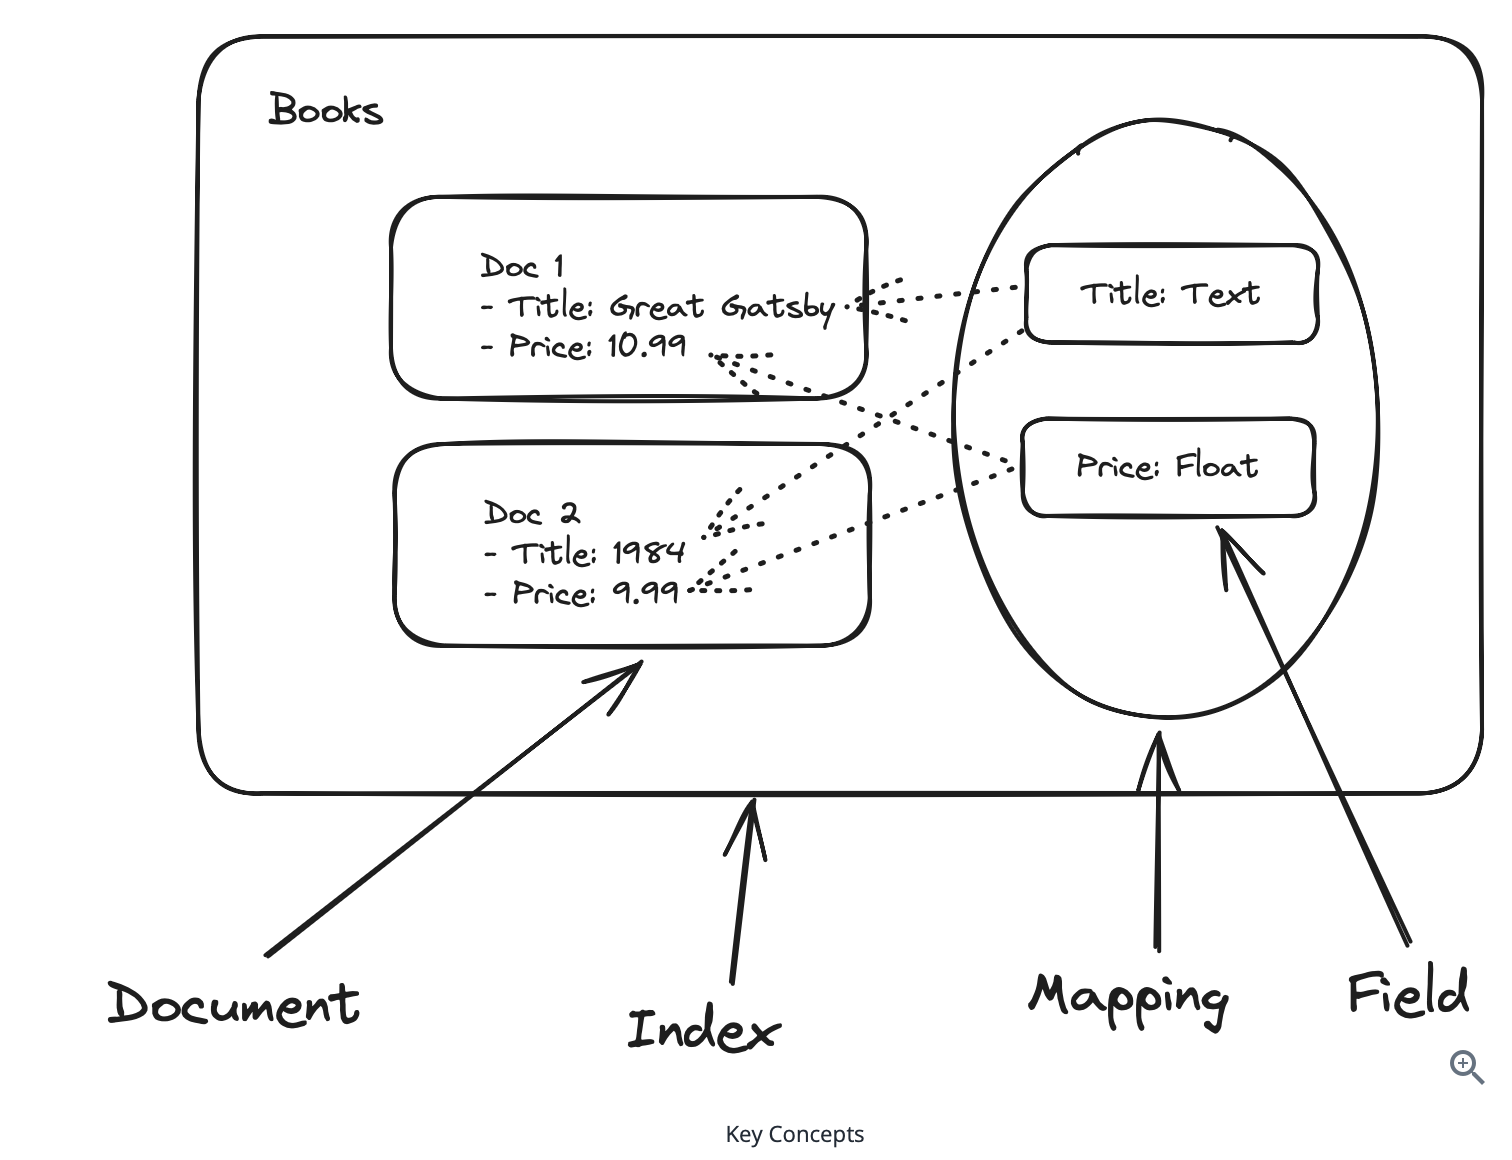 Books
Doc 1
- Title: Great Gatsby
- Price: 10.99
Doc 2
- Title: 1984
- Price: 9.99
Title: Text
Price: Float
Document
Index
Mapping
Field
Key Concepts